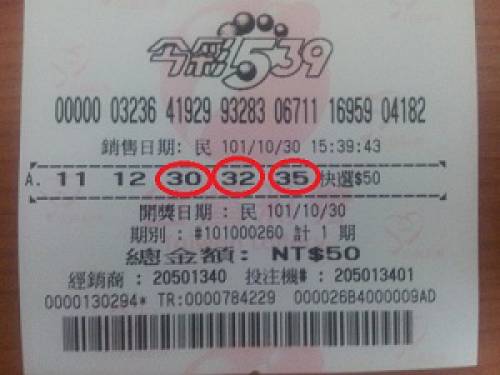 今彩539
00000 03236 41929 93283 06711 16959 04182
銷售日期: 民 101/10/30 15:39:43
A. 11 12 30 32 35 快選$50
開獎日期 : 民 101/10/30
期別 : #101000260 計 1 期
總金額: NT$50
經銷商 : 20501340 投注機# : 205013401
0000130294* TR:0000784229 000026B4000009AD